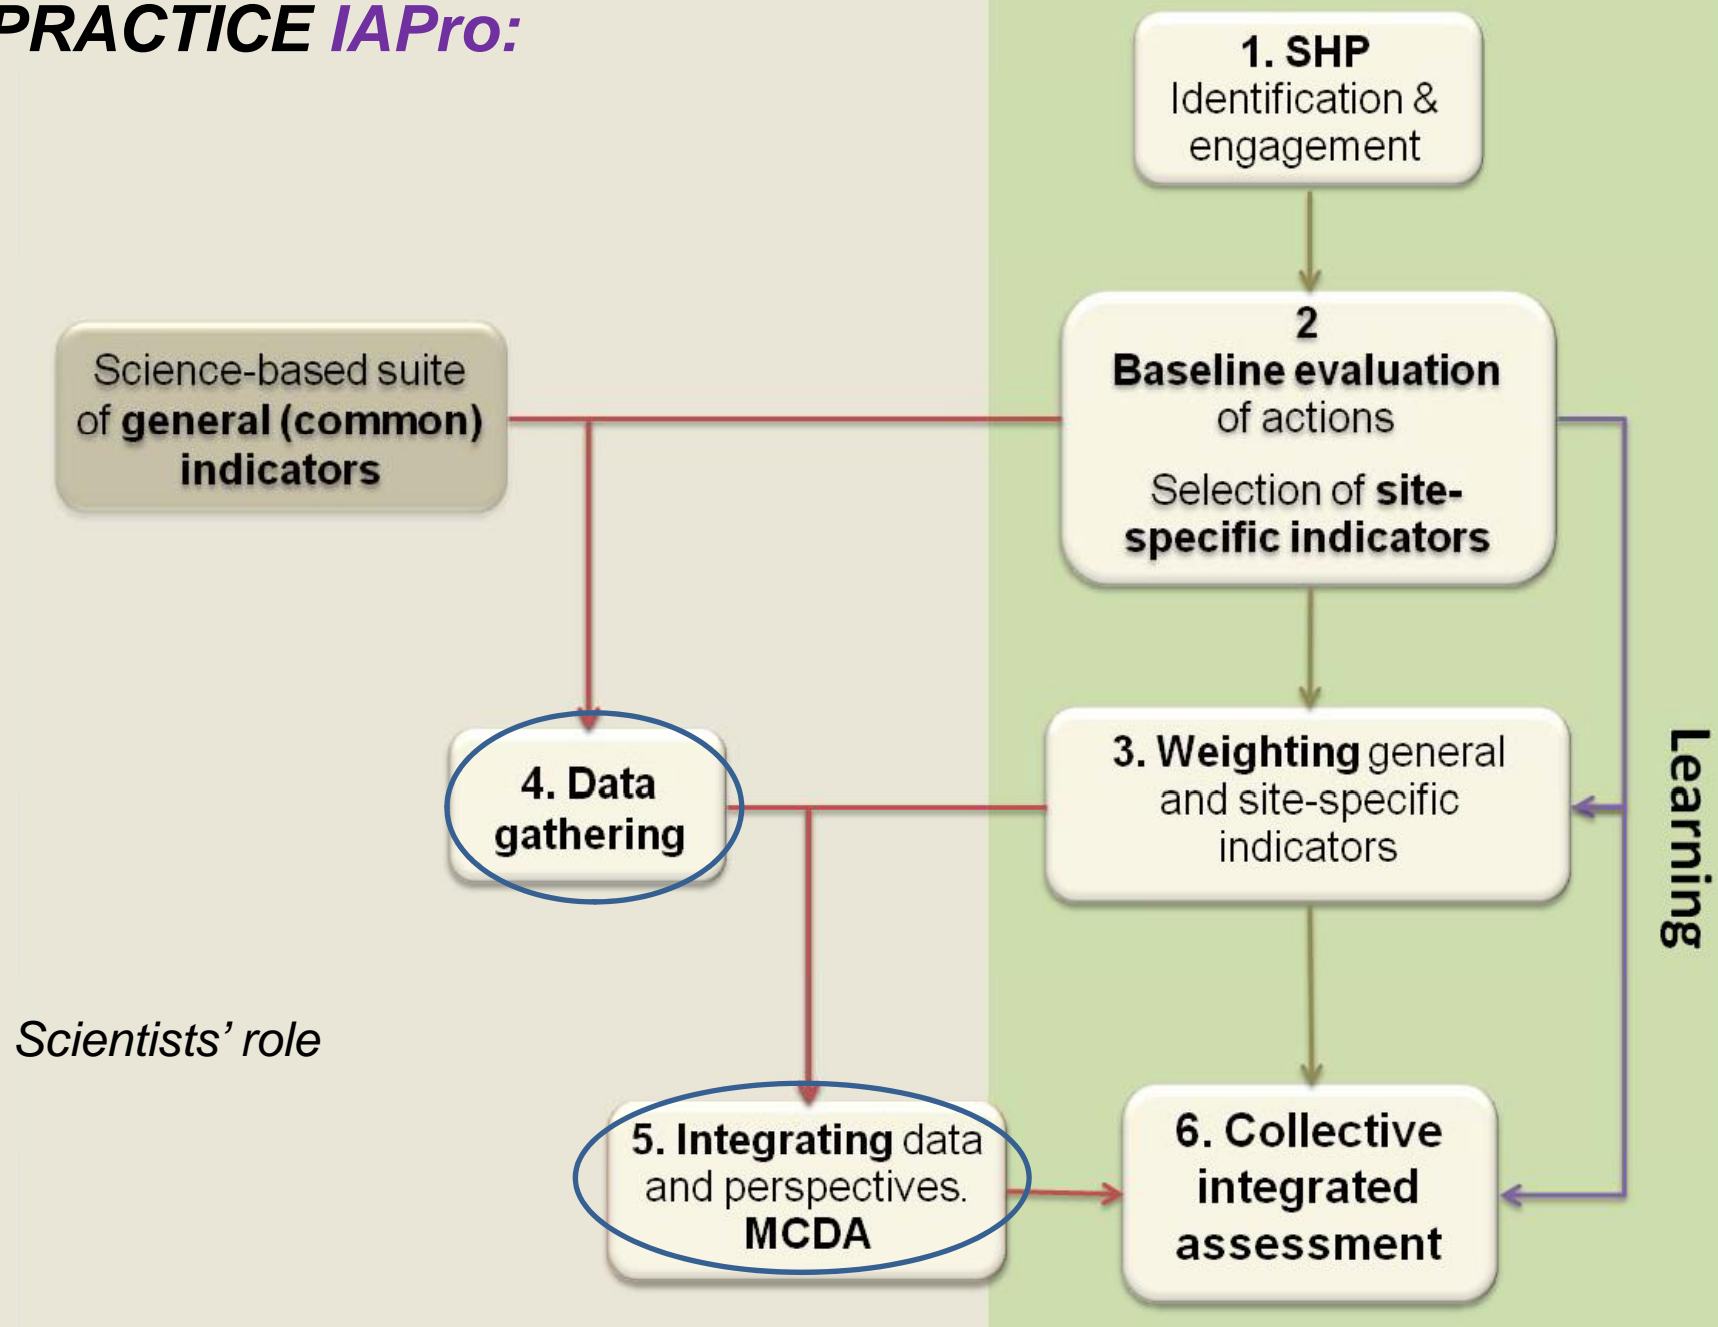 PRACTICE IAPro:
1. SHP
Identification &
engagement
2
Baseline evaluation
of actions
Selection of site-
specific indicators
Science-based suite
of general (common)
indicators
3. Weighting general
and site-specific
indicators
4. Data
gathering
Learning
Scientists’ role
5. Integrating data
and perspectives.
MCDA
6. Collective
integrated
assessment